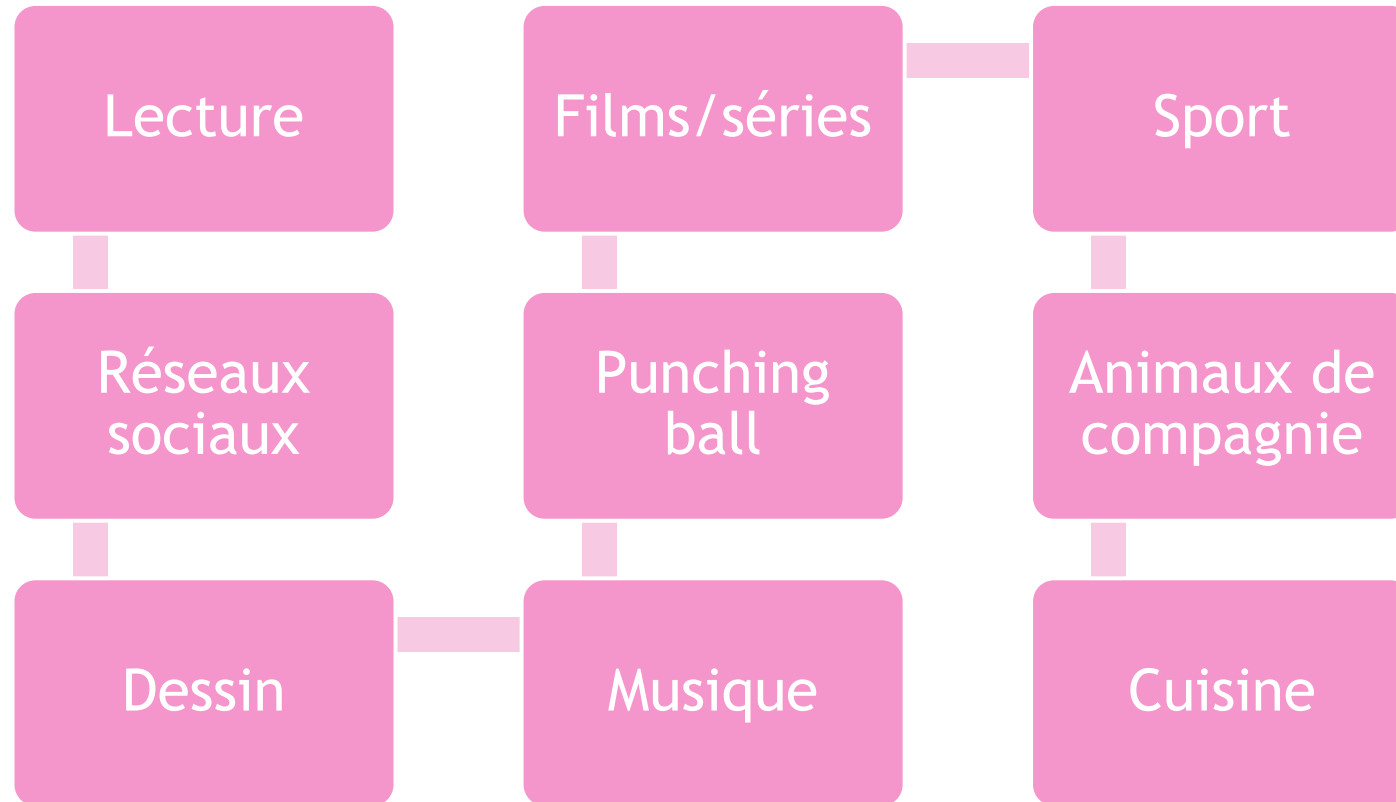 Lecture
Réseaux
sociaux
Dessin
Musique
Punching
ball
Films/séries
Sport
Animaux de
compagnie
Cuisine